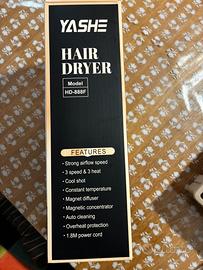 YASHE
HAIR
DRYER
Model
HD-888F
FEATURES
• Strong airflow speed
• 3 speed & 3 heat
• Cool shot
• Constant temperature
• Magnet diffuser
• Magnetic concentrator
• Auto cleaning
• Overheat protection
• 1.8M power cord